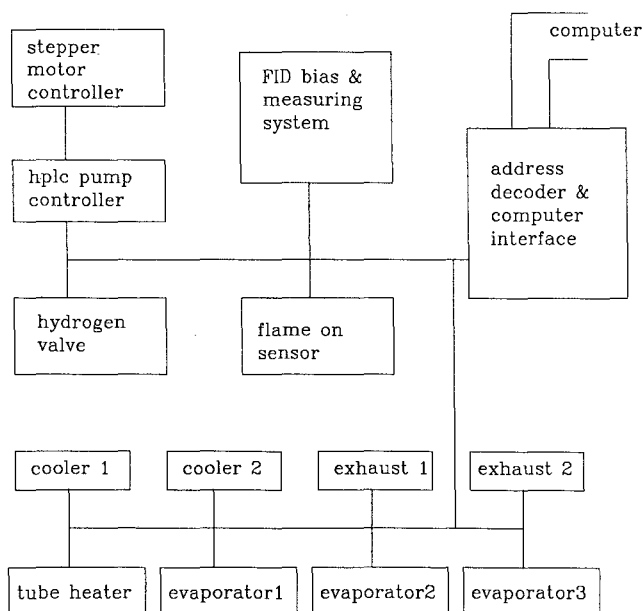 stepper
motor
controller
FID bias &
measuring
system
computer
hplc pump
controller
address
decoder &
computer
interface
hydrogen
valve
flame on
sensor
cooler 1
cooler 2
exhaust 1
exhaust 2
tube heater
evaporator1
evaporator2
evaporator3